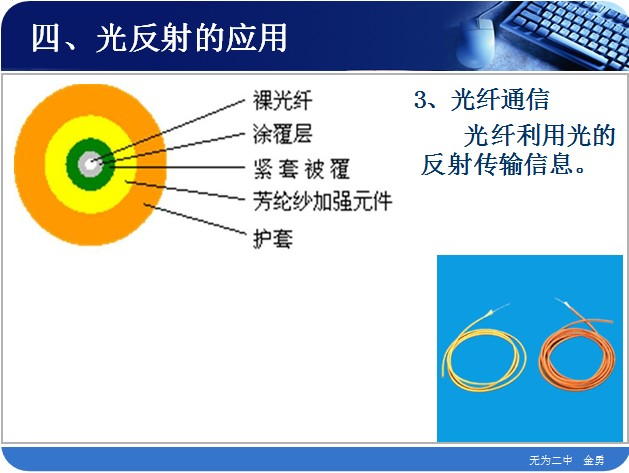 四、光反射的应用
裸光纤
涂覆层
紧套被覆
芳纶纱加强元件
护套
3、光纤通信
光纤利用光的
反射传输信息。
无为二中 金勇